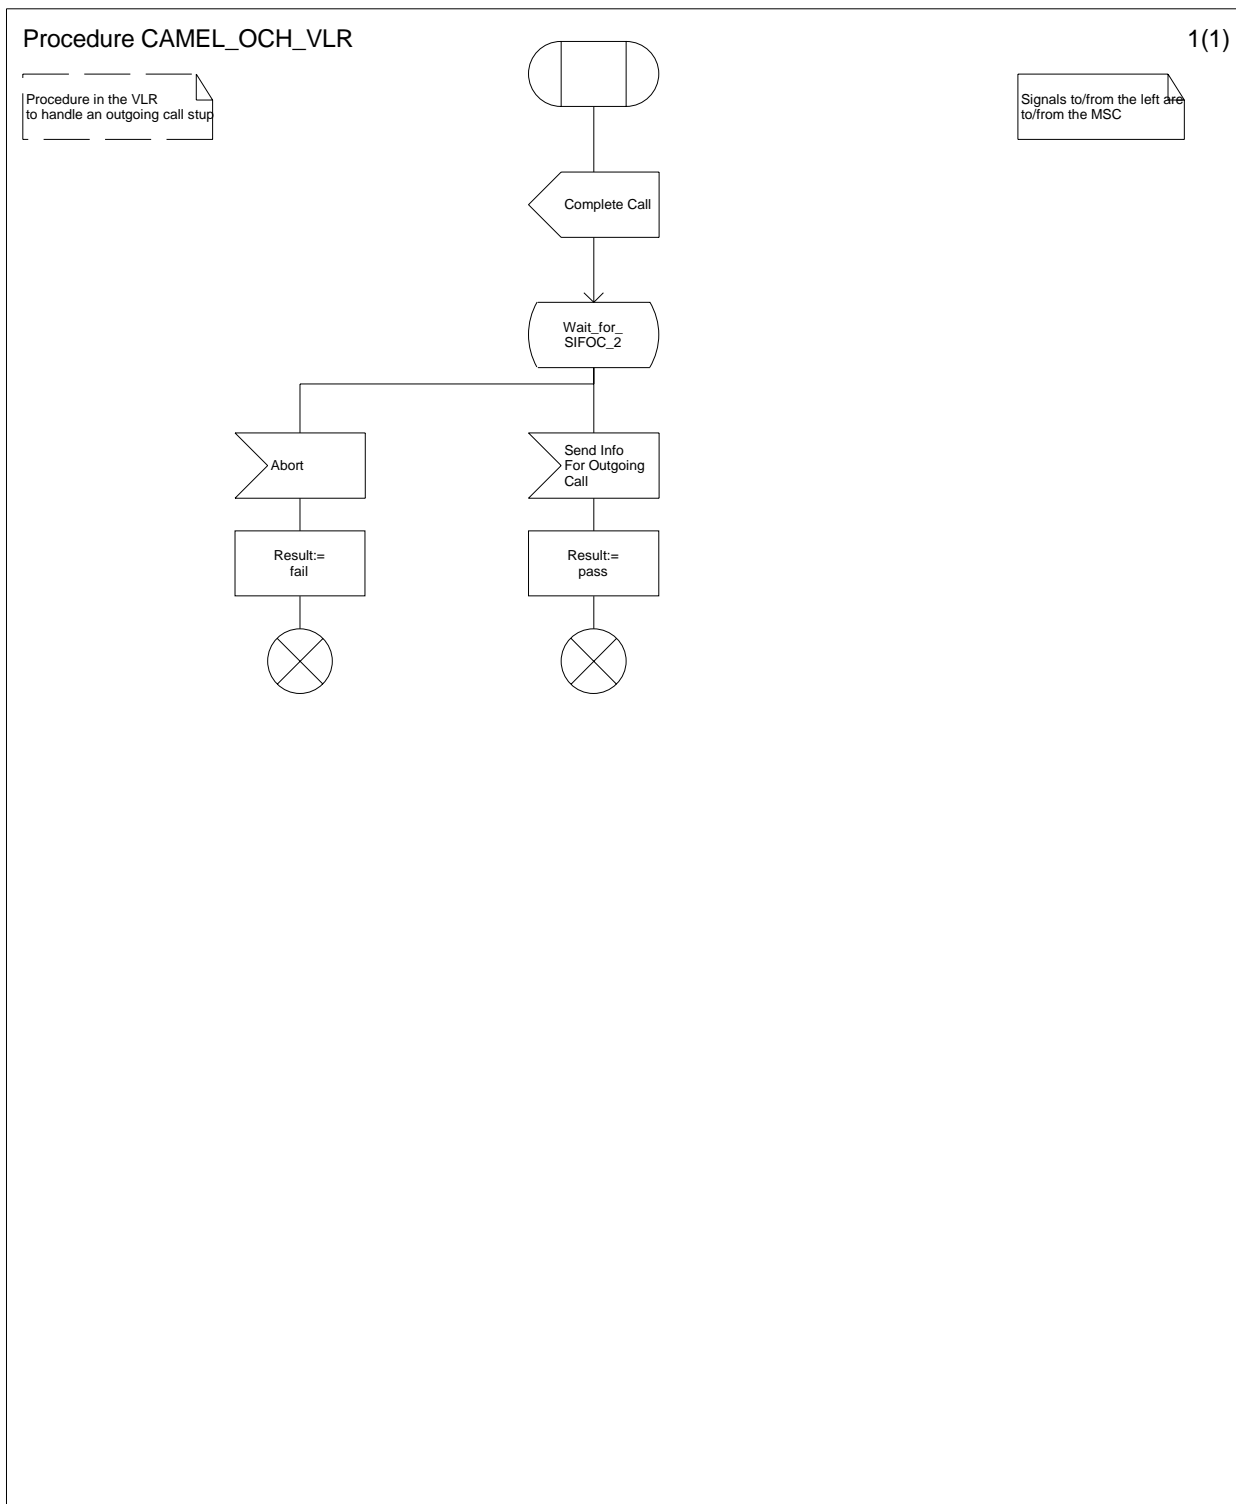 Procedure CAMEL_OCH_VLR
1(1)
Procedure in the VLR
to handle an outgoing call stup
Signals to/from the left are
to/from the MSC
Complete Call
Wait_for_
SIFOC_2
Abort
Send Info
For Outgoing
Call
Result:=
fail
Result:=
pass